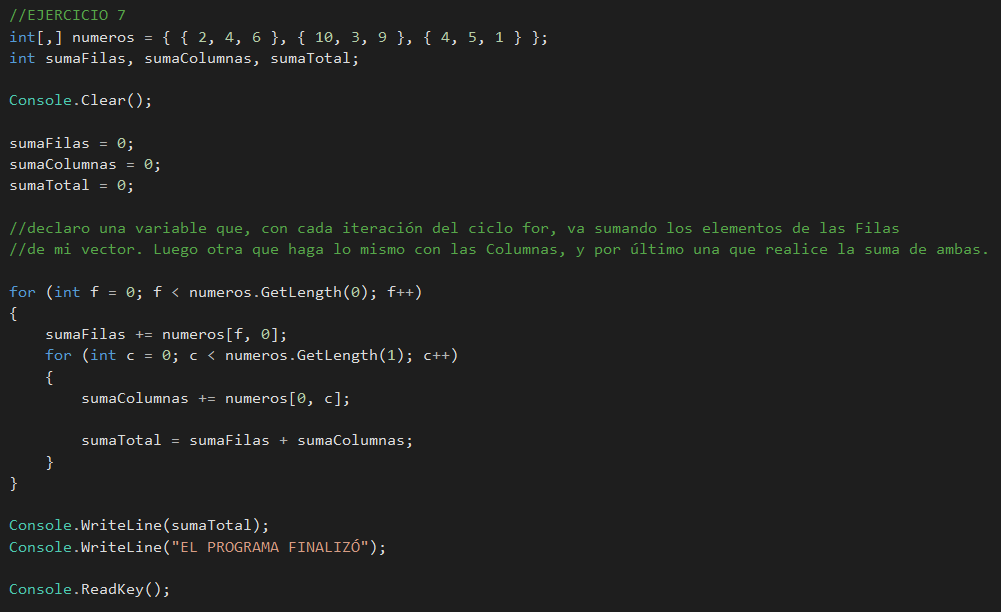 //EJERCICIO 7
int[,] numeros = { { 2, 4, 6 }, { 10, 3, 9 }, { 4, 5, 1 } };
int sumaFilas, sumaColumnas, sumaTotal;
Console.Clear();
sumaFilas = 0;
sumaColumnas = 0;
sumaTotal = 0;
//declaro una variable que, con cada iteración del ciclo for, va sumando los elementos de las Filas
//de mi vector. Luego otra que haga lo mismo con las Columnas, y por último una que realice la suma de ambas.
for (int f = 0; f < numeros.GetLength(0); f++)
{
    sumaFilas += numeros[f, 0];
    for (int c = 0; c < numeros.GetLength(1); c++)
    {
        sumaColumnas += numeros[0, c];
        sumaTotal = sumaFilas + sumaColumnas;
    }
}
Console.WriteLine(sumaTotal);
Console.WriteLine("EL PROGRAMA FINALIZÓ");
Console.ReadKey();